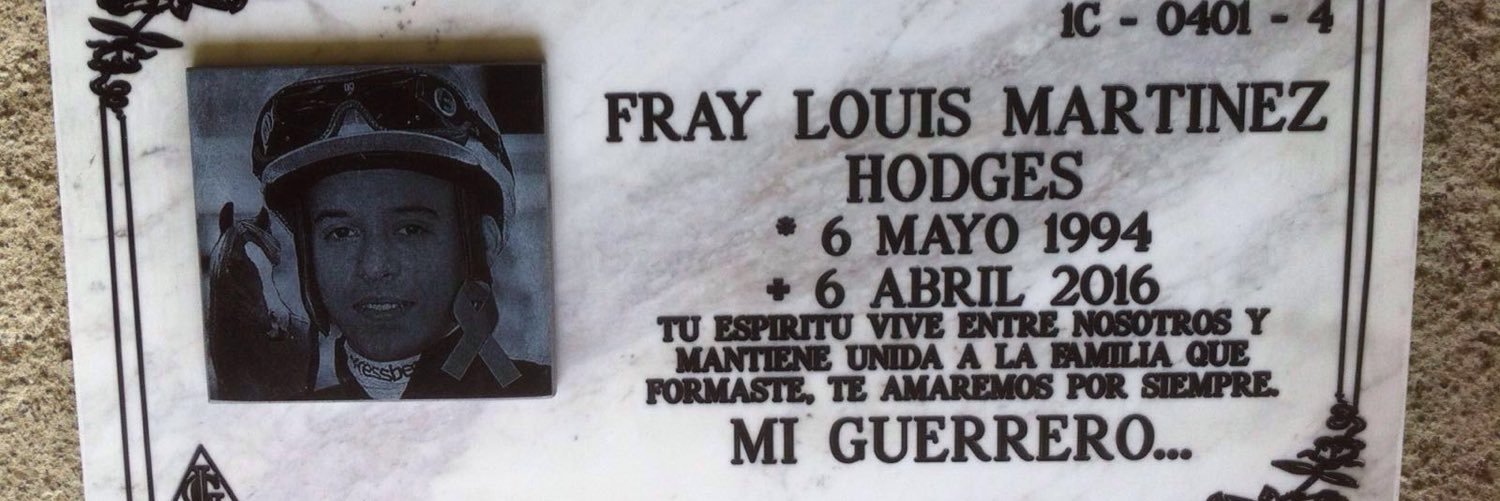 1C - 0401 - 4
FRAY LOUIS MARTINEZ
HODGES
* 6 MAYO 1994
+ 6 ABRIL 2016
TU ESPIRITU VIVE ENTRE NOSOTROS Y
MANTIENE UNIDA A LA FAMILIA QUE
FORMASTE, TE AMAREMOS POR SIEMPRE.
MI GUERRERO...